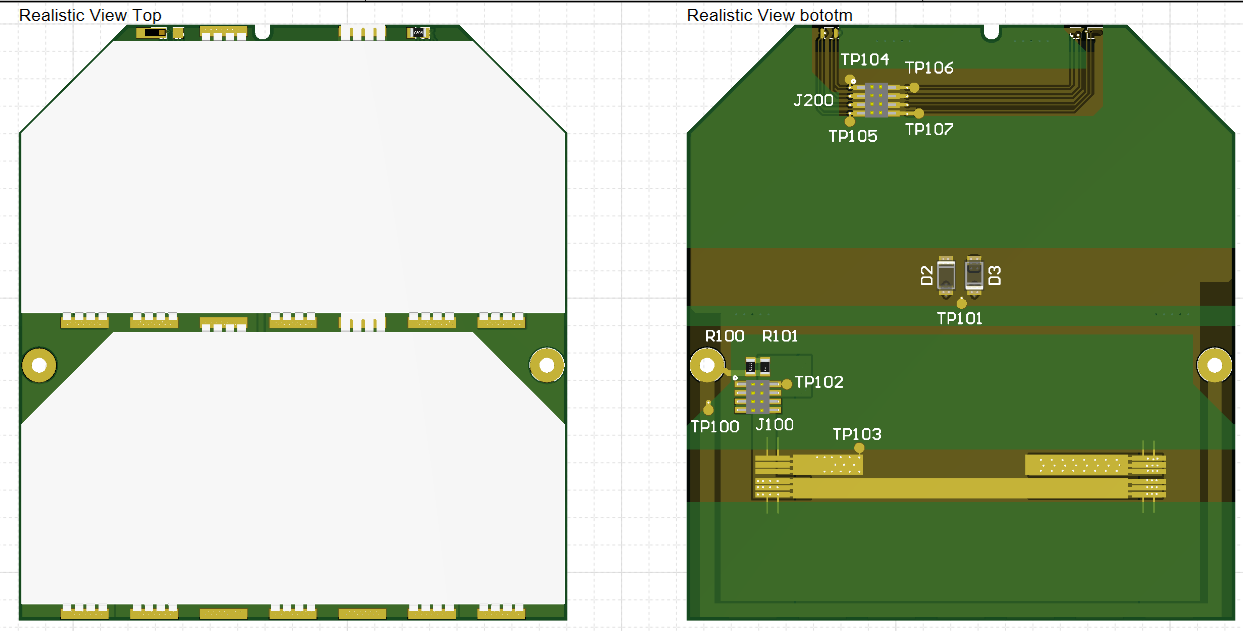 Realistic View Top
Realistic View bototm
TP104
TP106
J200
TP105
TP107
D2
D3
TP101
R100
R101
TP102
TP100
J100
TP103